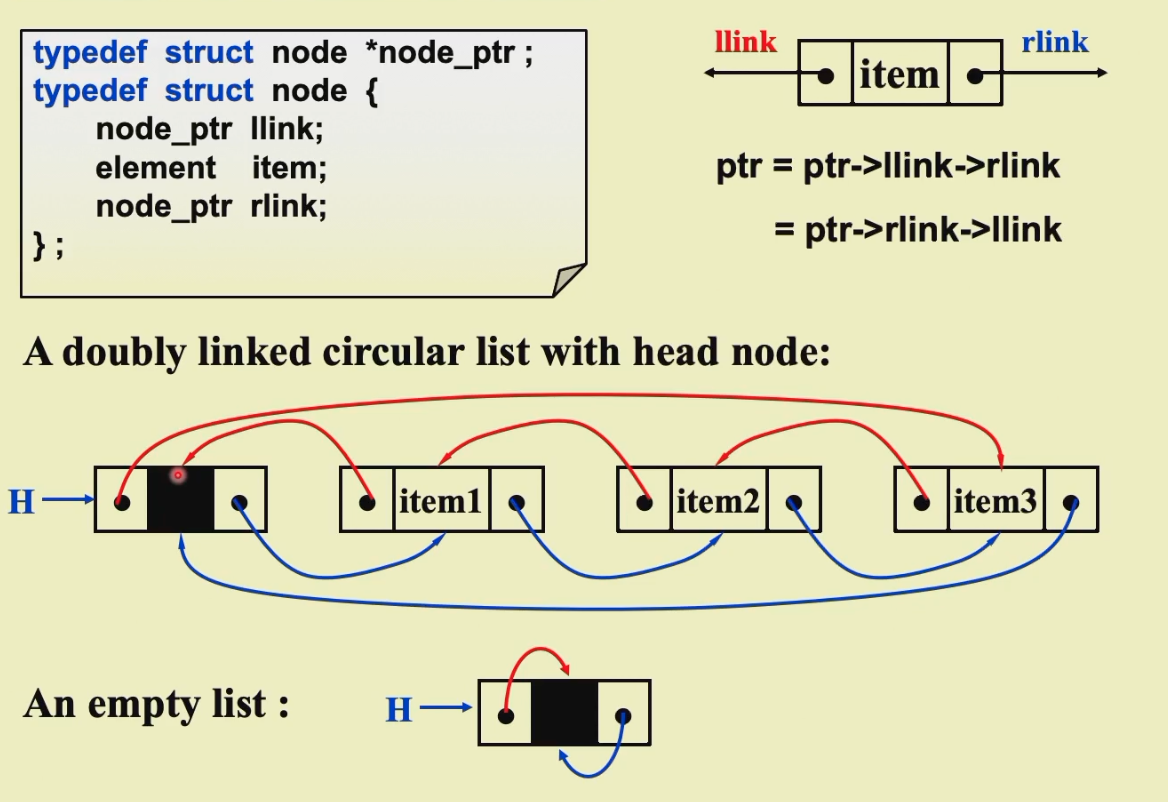 typedef struct node *node_ptr ;
typedef struct node {
node_ptr llink;
element item;
node_ptr rlink;
} ;
llink
item
rlink
ptr = ptr->llink->rlink
= ptr->rlink->llink
A doubly linked circular list with head node:
H
item1
item2
item3
An empty list :
H